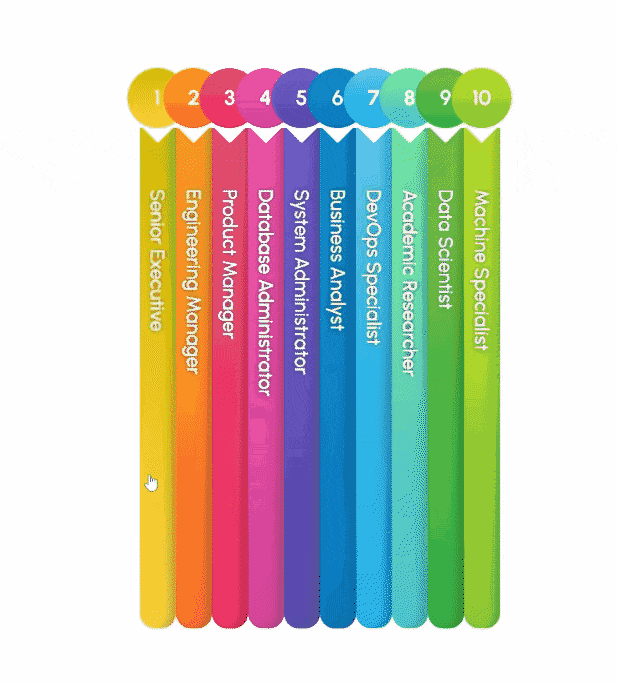 1
2
3
4
5
6
7
8
9
10
Senior Executive
Engineering Manager
Product Manager
Database Administrator
System Administrator
Business Analyst
DevOps Specialist
Academic Researcher
Data Scientist
Machine Specialist